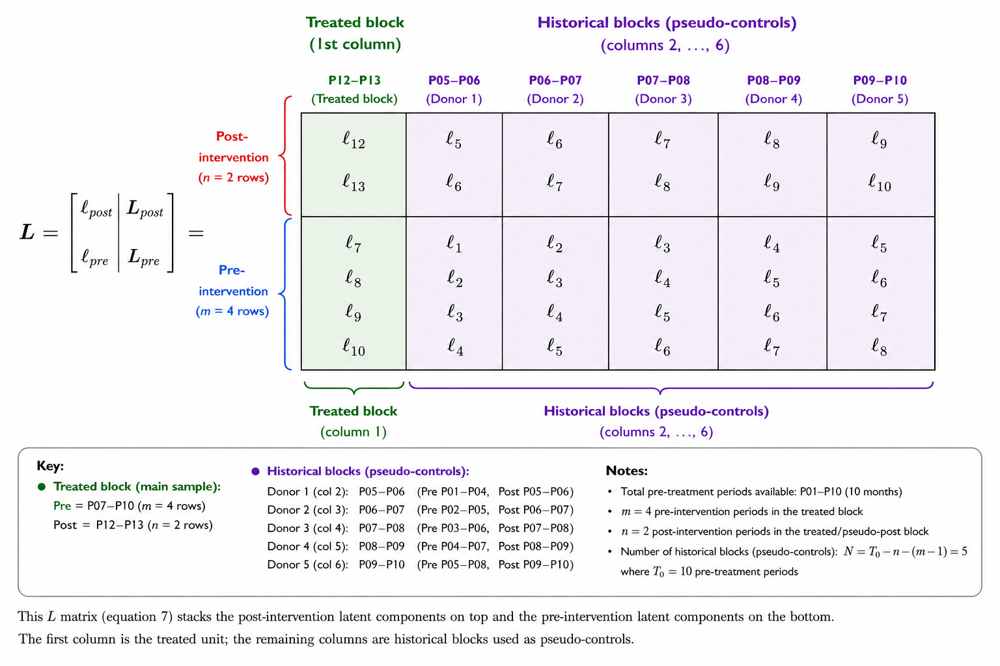 Treated block
(1st column)
Historical blocks (pseudo-controls)
(columns 2, …, 6)
P12–P13
(Treated block)
P05–P06
(Donor 1)
P06–P07
(Donor 2)
P07–P08
(Donor 3)
P08–P09
(Donor 4)
P09–P10
(Donor 5)
Post-
intervention
(n = 2 rows)
ℓ₁₂ ℓ₅ ℓ₆ ℓ₇ ℓ₈ ℓ₉
ℓ₁₃ ℓ₆ ℓ₇ ℓ₈ ℓ₉ ℓ₁₀
L = [ ℓ_post | L_post
ℓ_pre | L_pre ] =
Pre-
intervention
(m = 4 rows)
ℓ₇ ℓ₁ ℓ₂ ℓ₃ ℓ₄ ℓ₅
ℓ₈ ℓ₂ ℓ₃ ℓ₄ ℓ₅ ℓ₆
ℓ₉ ℓ₃ ℓ₄ ℓ₅ ℓ₆ ℓ₇
ℓ₁₀ ℓ₄ ℓ₅ ℓ₆ ℓ₇ ℓ₈
Treated block
(column 1)
Historical blocks (pseudo-controls)
(columns 2, …, 6)
Key:
● Treated block (main sample):
Pre = P07–P10 (m = 4 rows)
Post = P12–P13 (n = 2 rows)
● Historical blocks (pseudo-controls):
Donor 1 (col 2): P05–P06 (Pre P01–P04, Post P05–P06)
Donor 2 (col 3): P06–P07 (Pre P02–P05, Post P06–P07)
Donor 3 (col 4): P07–P08 (Pre P03–P06, Post P07–P08)
Donor 4 (col 5): P08–P09 (Pre P04–P07, Post P08–P09)
Donor 5 (col 6): P09–P10 (Pre P05–P08, Post P09–P10)
Notes:
• Total pre-treatment periods available: P01–P10 (10 months)
• m = 4 pre-intervention periods in the treated block
• n = 2 post-intervention periods in the treated/pseudo-post block
• Number of historical blocks (pseudo-controls): N = T₀ − n − (m − 1) = 5
where T₀ = 10 pre-treatment periods
This L matrix (equation 7) stacks the post-intervention latent components on top and the pre-intervention latent components on the bottom.
The first column is the treated unit; the remaining columns are historical blocks used as pseudo-controls.